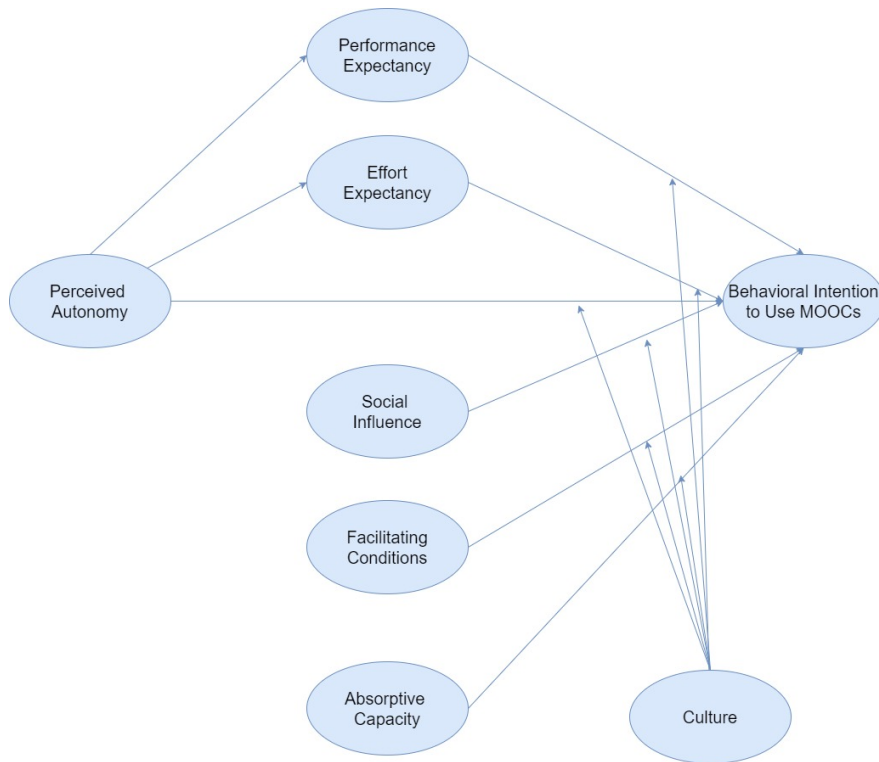 Performance
Expectancy
Effort
Expectancy
Perceived
Autonomy
Behavioral Intention
to Use MOOCs
Social
Influence
Facilitating
Conditions
Absorptive
Capacity
Culture